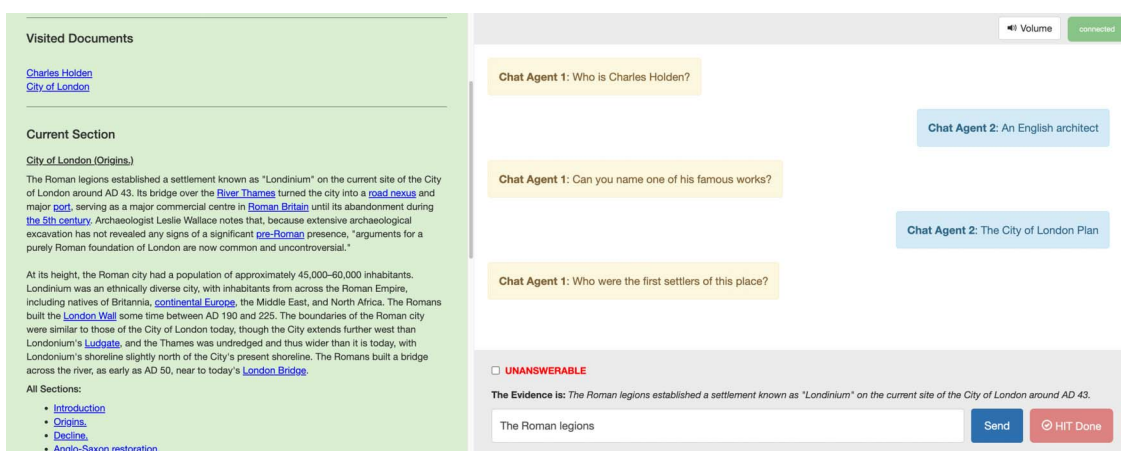 Visited Documents
Charles Holden
City of London
Current Section
City of London (Origins.)
The Roman legions established a settlement known as "Londinium" on the current site of the City
of London around AD 43. Its bridge over the River Thames turned the city into a road nexus and
major port, serving as a major commercial centre in Roman Britain until its abandonment during
the 5th century. Archaeologist Leslie Wallace notes that, because extensive archaeological
excavation has not revealed any signs of a significant pre-Roman presence, "arguments for a
purely Roman foundation of London are now common and uncontroversial."
At its height, the Roman city had a population of approximately 45,000–60,000 inhabitants.
Londinium was an ethnically diverse city, with inhabitants from across the Roman Empire,
including natives of Britannia, continental Europe, the Middle East, and North Africa. The Romans
built the London Wall some time between AD 190 and 225. The boundaries of the Roman city
were similar to those of the City of London today, though the City extends further west than
Londonium's Ludgate, and the Thames was undredged and thus wider than it is today, with
Londonium's shoreline slightly north of the City's present shoreline. The Romans built a bridge
across the river, as early as AD 50, near to today's London Bridge.
All Sections:
• Introduction
• Origins.
• Decline.
• Anglo-Saxon restoration.
Volume
connected
Chat Agent 1: Who is Charles Holden?
Chat Agent 2: An English architect
Chat Agent 1: Can you name one of his famous works?
Chat Agent 2: The City of London Plan
Chat Agent 1: Who were the first settlers of this place?
UNANSWERABLE
The Evidence is: The Roman legions established a settlement known as "Londinium" on the current site of the City of London around AD 43.
The Roman legions
Send
HIT Done